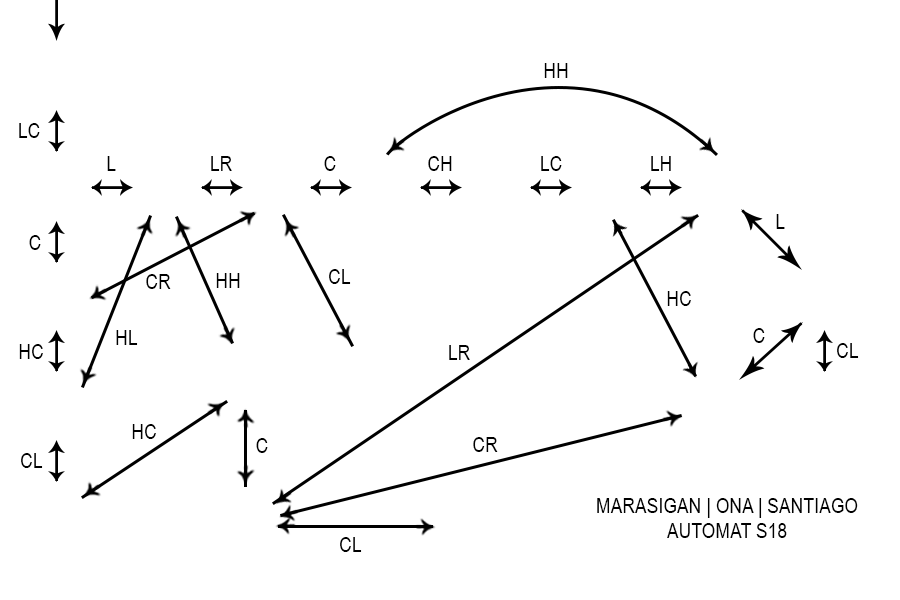 HH
LC
L LR C CH LC LH
C
L
CR HH CL
HC
HL
HC
LR
C
CL
HC
C
CR
CL
MARASIGAN | ONA | SANTIAGO
AUTOMAT S18
CL